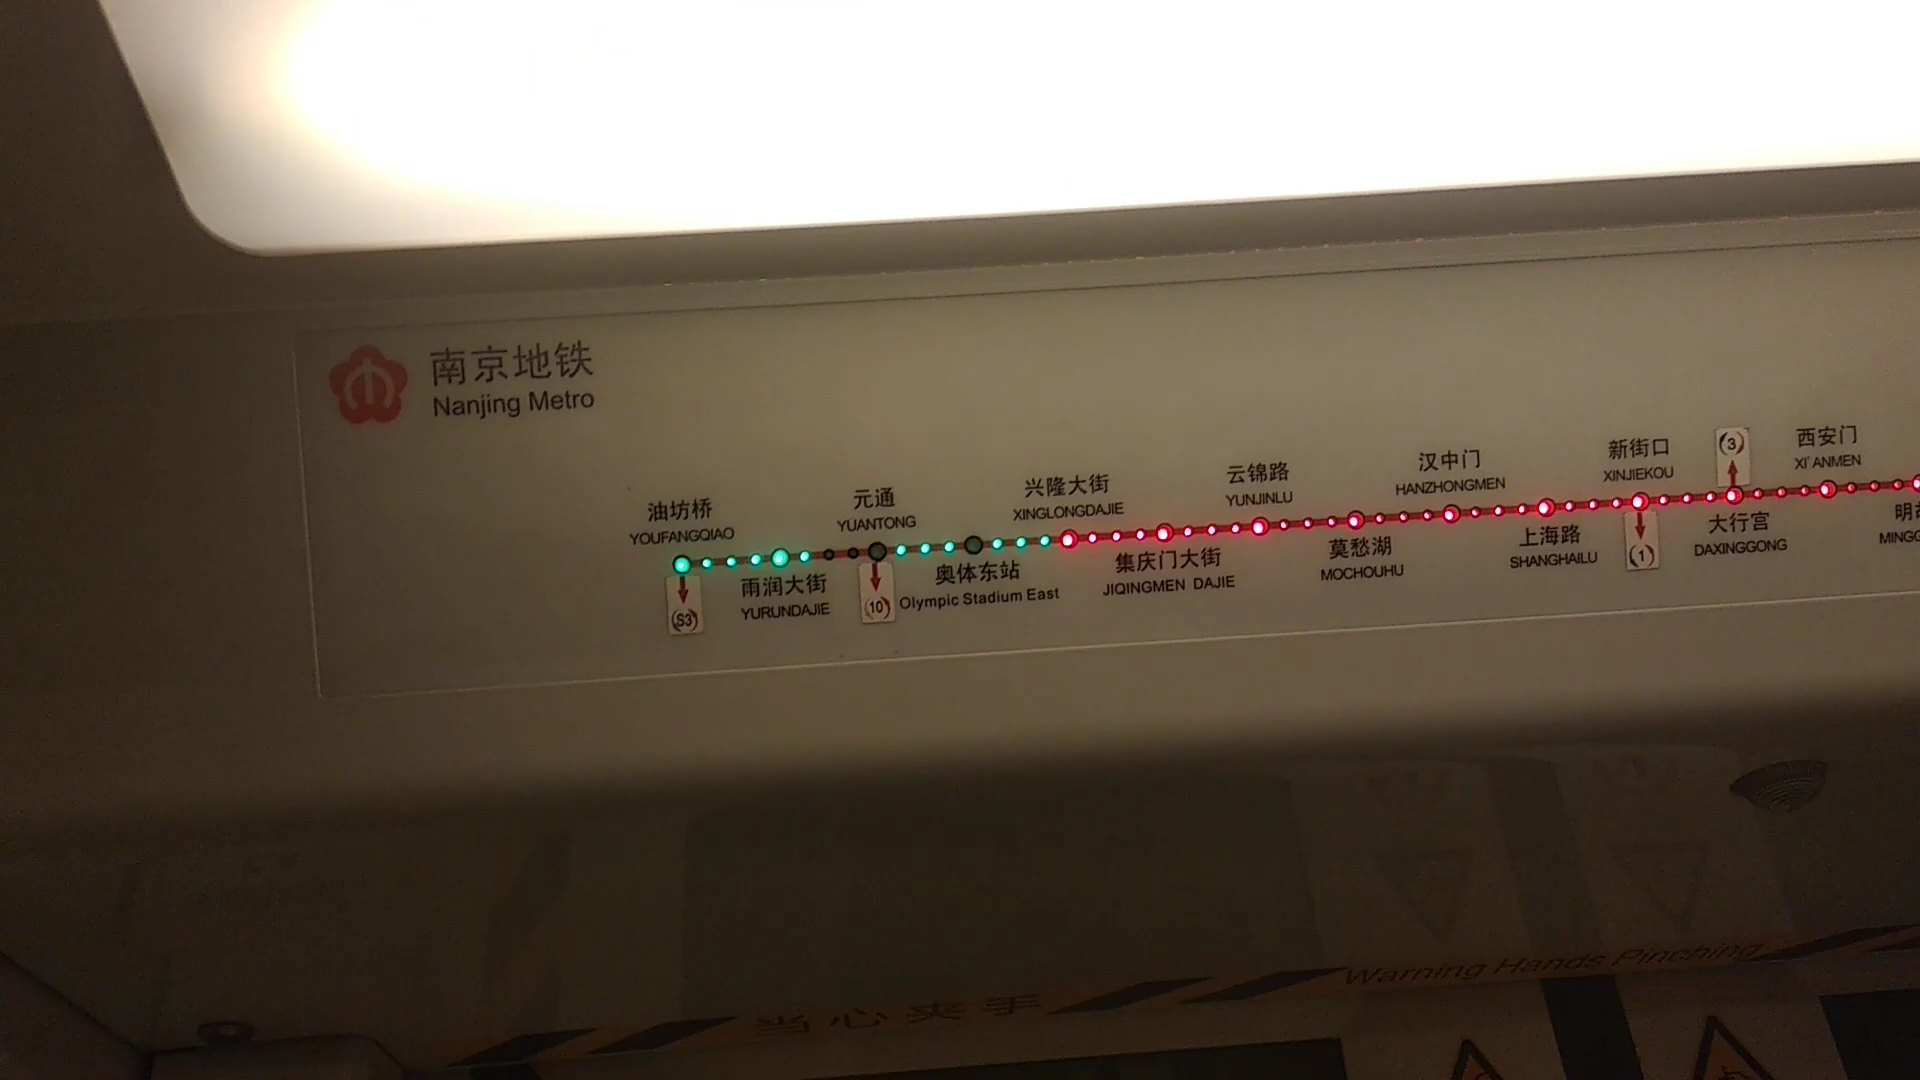 南京地铁
Nanjing Metro
油坊桥
YOUFANGQIAO
S3
雨润大街
YURUNDAJIE
元通
YUANTONG
10
奥体东站
Olympic Stadium East
兴隆大街
XINGLONGDAJIE
集庆门大街
JIQINGMEN DAJIE
云锦路
YUNJINLU
莫愁湖
MOCHOUHU
汉中门
HANZHONGMEN
上海路
SHANGHAILU
新街口
XINJIEKOU
1
3
大行宫
DAXINGGONG
西安门
XI'ANMEN
明
MINGG
当心夹手
Warning Hands Pinching